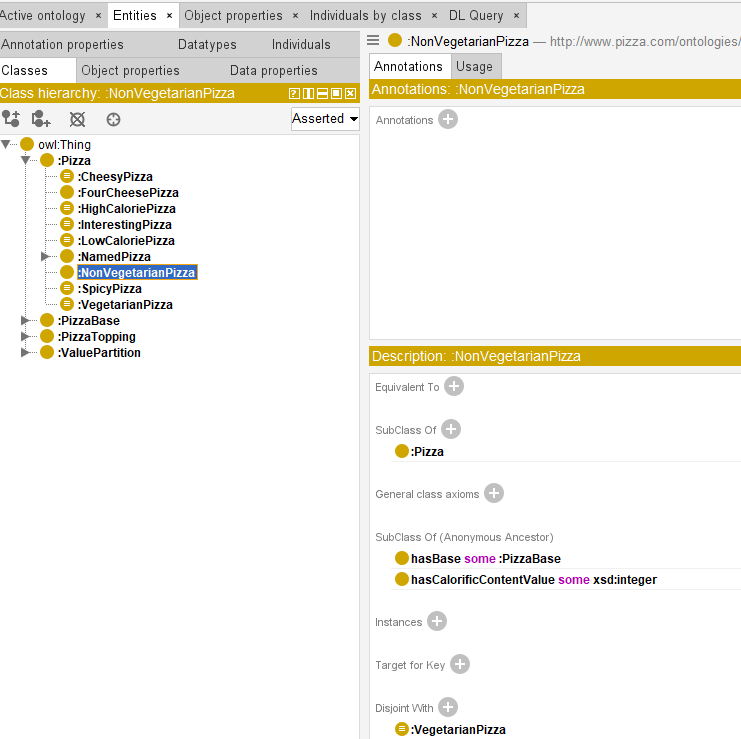 Active ontology × Entities × Object properties × Individuals by class × DL Query ×
Annotation properties Datatypes Individuals
Classes Object properties Data properties
Class hierarchy: :NonVegetarianPizza
Asserted
owl:Thing
:Pizza
:CheesyPizza
:FourCheesePizza
:HighCaloriePizza
:InterestingPizza
:LowCaloriePizza
:NamedPizza
:NonVegetarianPizza
:SpicyPizza
:VegetarianPizza
:PizzaBase
:PizzaTopping
:ValuePartition
:NonVegetarianPizza — http://www.pizza.com/ontologies/
Annotations Usage
Annotations: :NonVegetarianPizza
Annotations
Description: :NonVegetarianPizza
Equivalent To
SubClass Of
:Pizza
General class axioms
SubClass Of (Anonymous Ancestor)
hasBase some :PizzaBase
hasCalorificContentValue some xsd:integer
Instances
Target for Key
Disjoint With
:VegetarianPizza